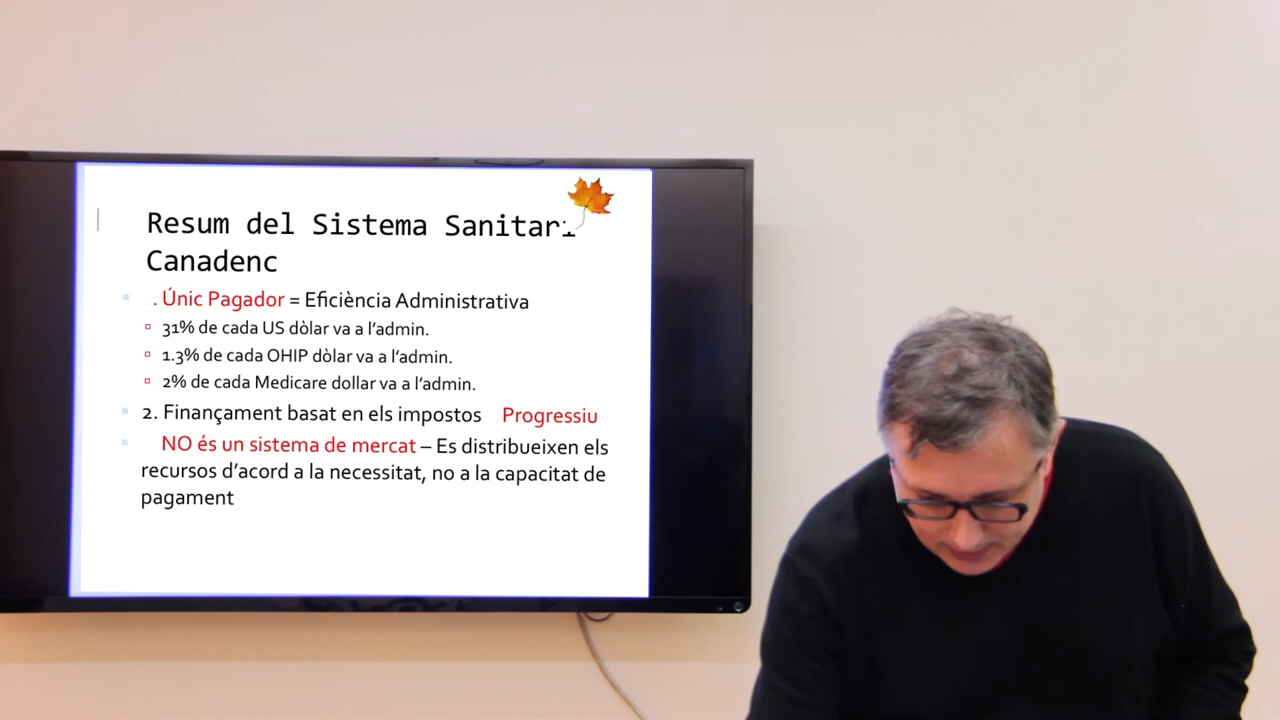 Resum del Sistema Sanitari
Canadenc
. Únic Pagador = Eficiència Administrativa
31% de cada US dòlar va a l’admin.
1.3% de cada OHIP dòlar va a l’admin.
2% de cada Medicare dollar va a l’admin.
2. Finançament basat en els impostos Progressiu
NO és un sistema de mercat – Es distribueixen els
recursos d’acord a la necessitat, no a la capacitat de
pagament